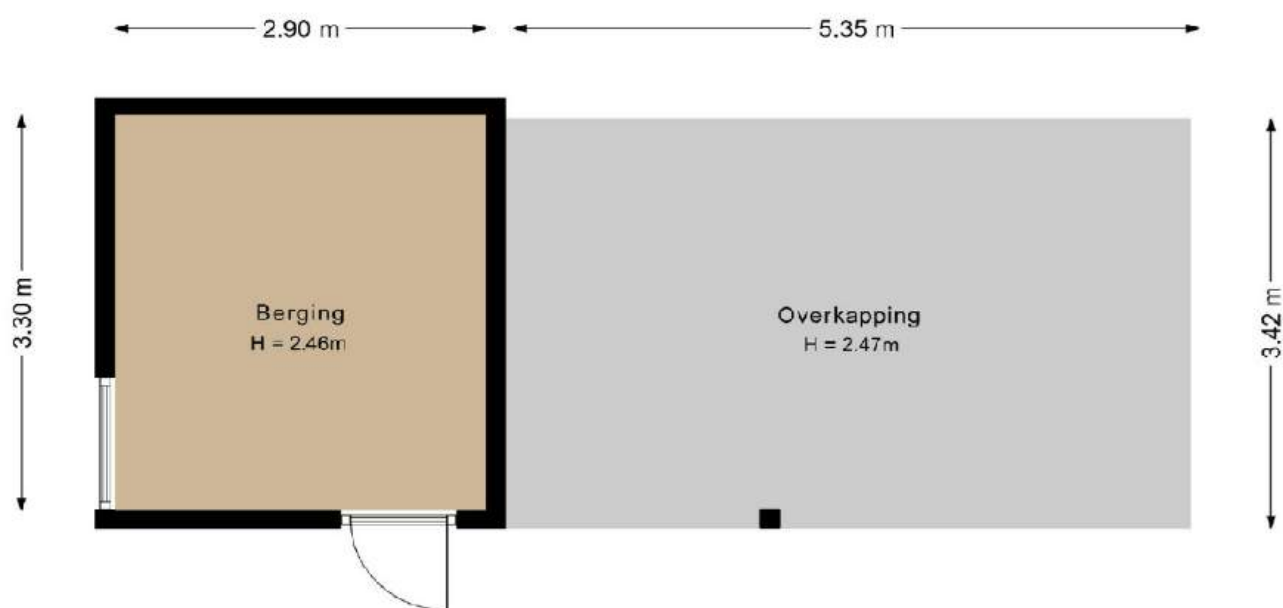 2.90 m
5.35 m
3.30 m
Berging
H = 2.46m
Overkapping
H = 2.47m
3.42 m